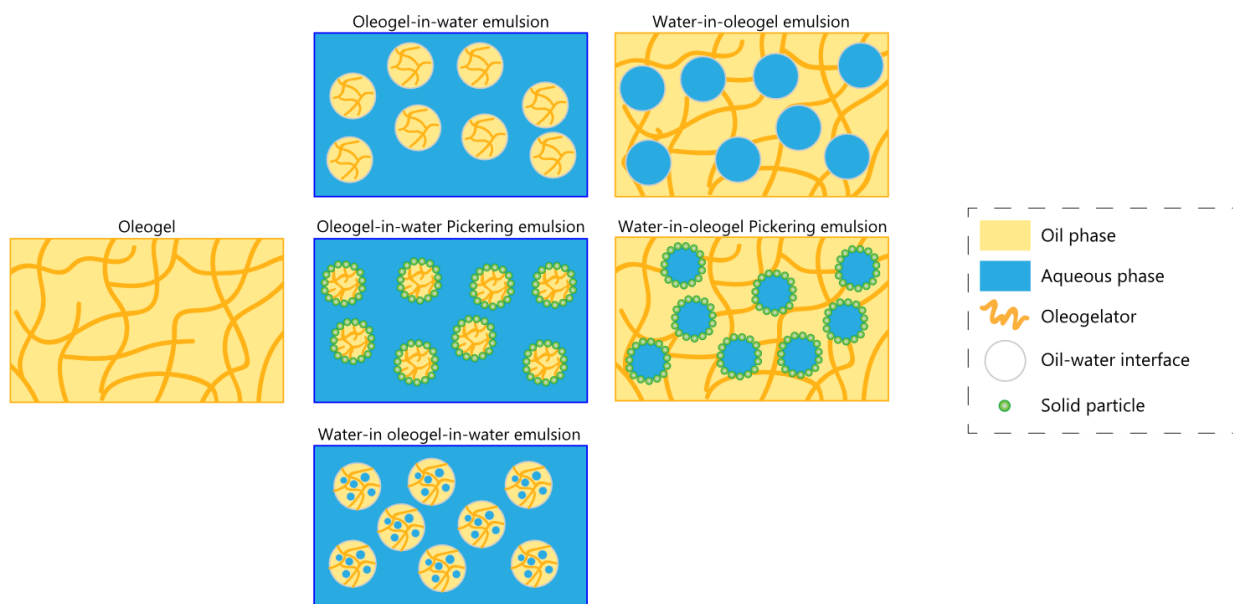 Oleogel-in-water emulsion
Water-in-oleogel emulsion
Oleogel
Oleogel-in-water Pickering emulsion
Water-in-oleogel Pickering emulsion
Water-in oleogel-in-water emulsion
Oil phase
Aqueous phase
Oleogelator
Oil-water interface
Solid particle